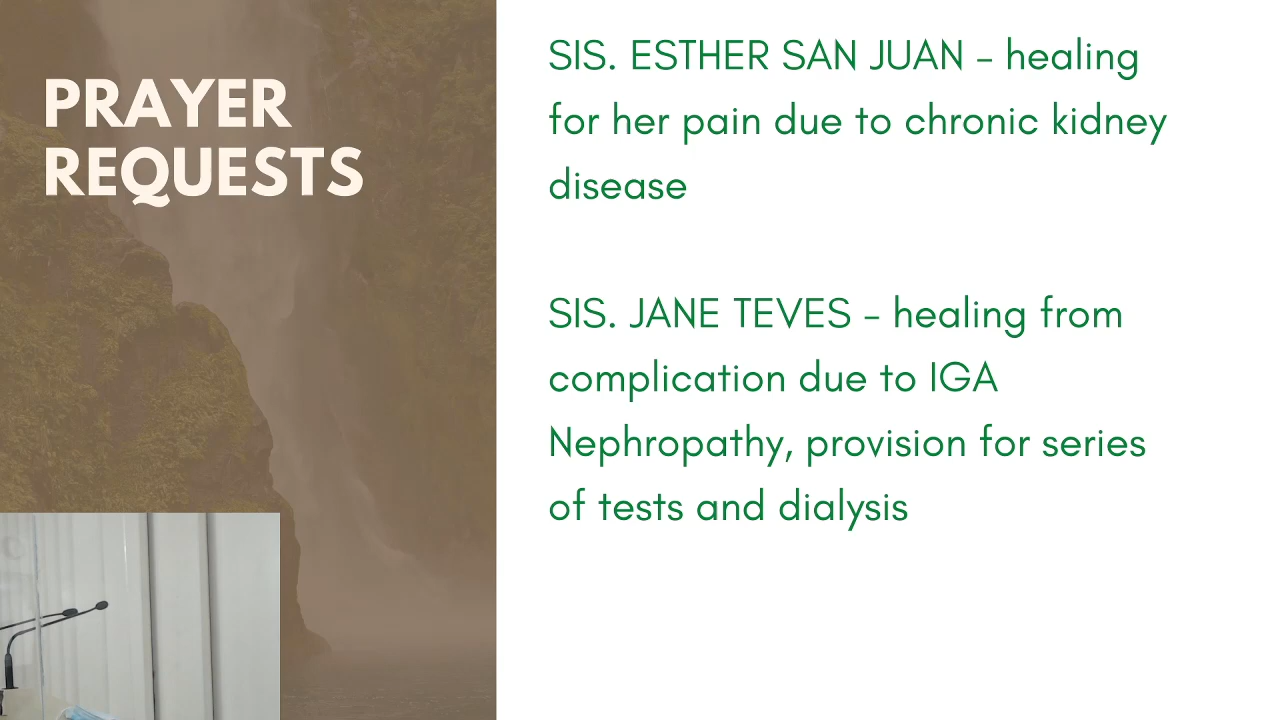 PRAYER
REQUESTS
SIS. ESTHER SAN JUAN – healing
for her pain due to chronic kidney
disease
SIS. JANE TEVES – healing from
complication due to IGA
Nephropathy, provision for series
of tests and dialysis